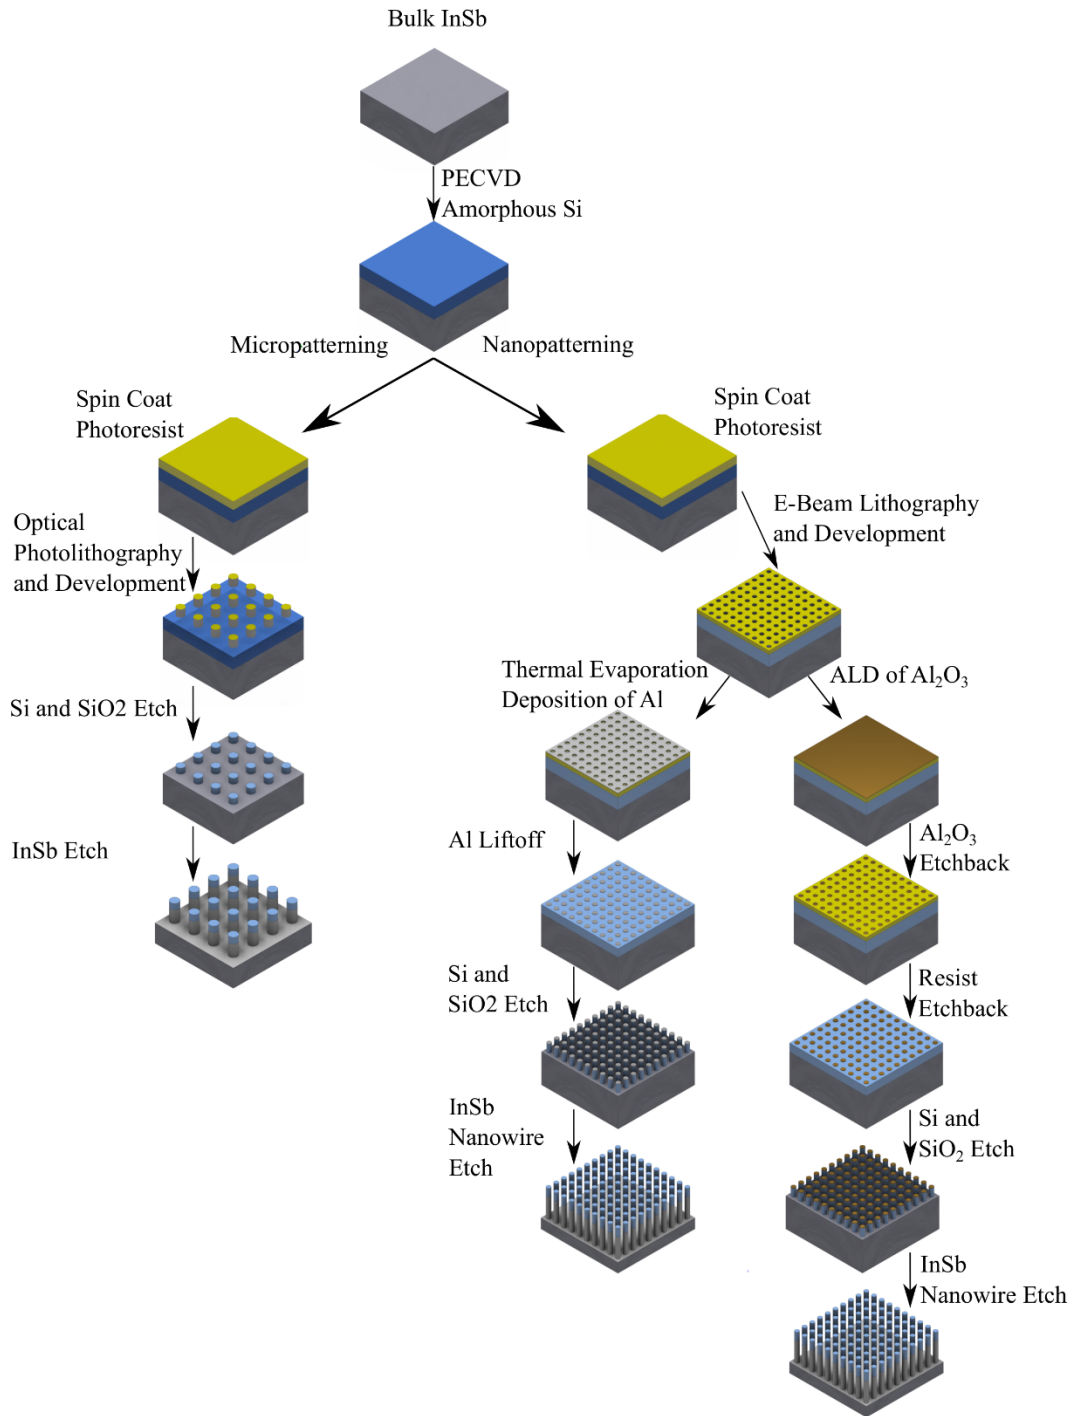 Bulk InSb
PECVD
Amorphous Si
Micropatterning
Nanopatterning
Spin Coat
Photoresist
Spin Coat
Photoresist
Optical
Photolithography
and Development
E-Beam Lithography
and Development
Si and SiO2 Etch
InSb Etch
Thermal Evaporation
Deposition of Al
ALD of Al₂O₃
Al Liftoff
Al₂O₃
Etchback
Si and
SiO2 Etch
Resist
Etchback
InSb
Nanowire
Etch
Si and
SiO₂ Etch
InSb
Nanowire Etch